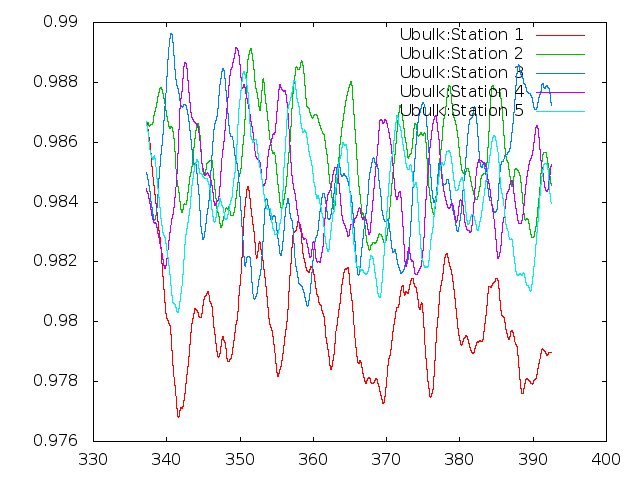 0.99
0.988
0.986
0.984
0.982
0.98
0.978
0.976
330 340 350 360 370 380 390 400
Ubulk:Station 1
Ubulk:Station 2
Ubulk:Station 3
Ubulk:Station 4
Ubulk:Station 5